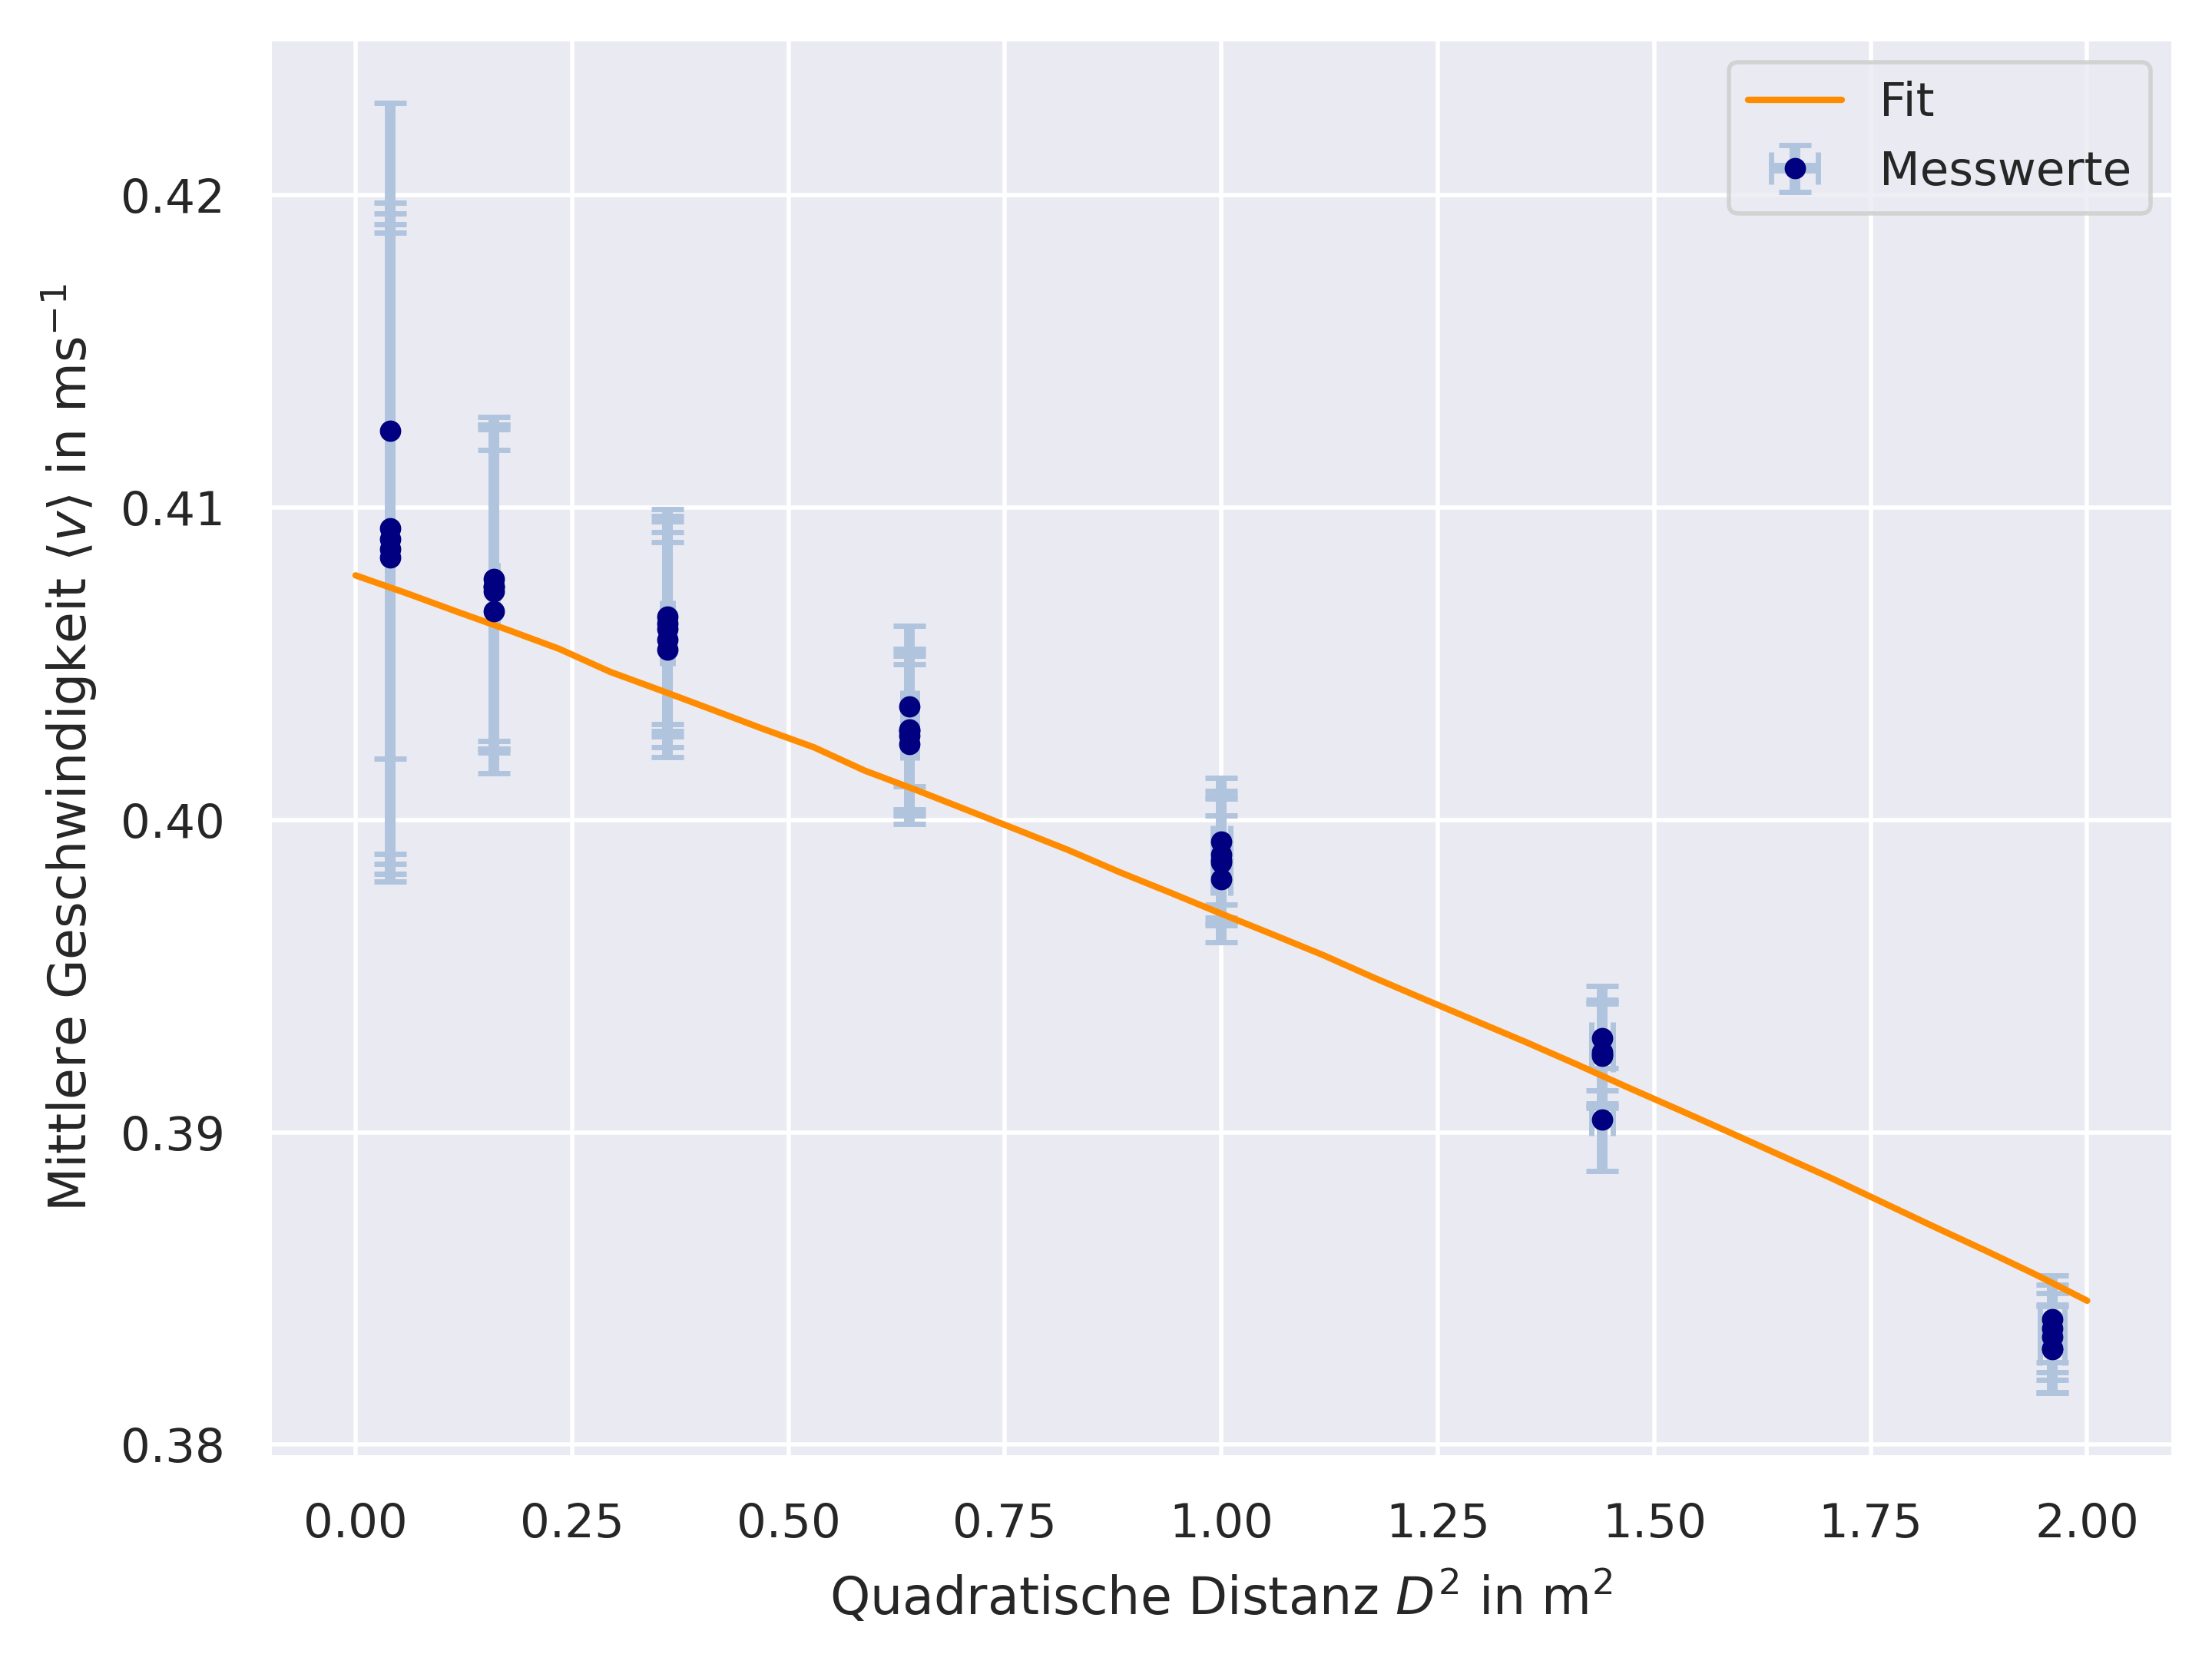 Fit
Messwerte
0.42
0.41
0.40
0.39
0.38
Mittlere Geschwindigkeit ⟨v⟩ in ms⁻¹
0.00 0.25 0.50 0.75 1.00 1.25 1.50 1.75 2.00
Quadratische Distanz D² in m²